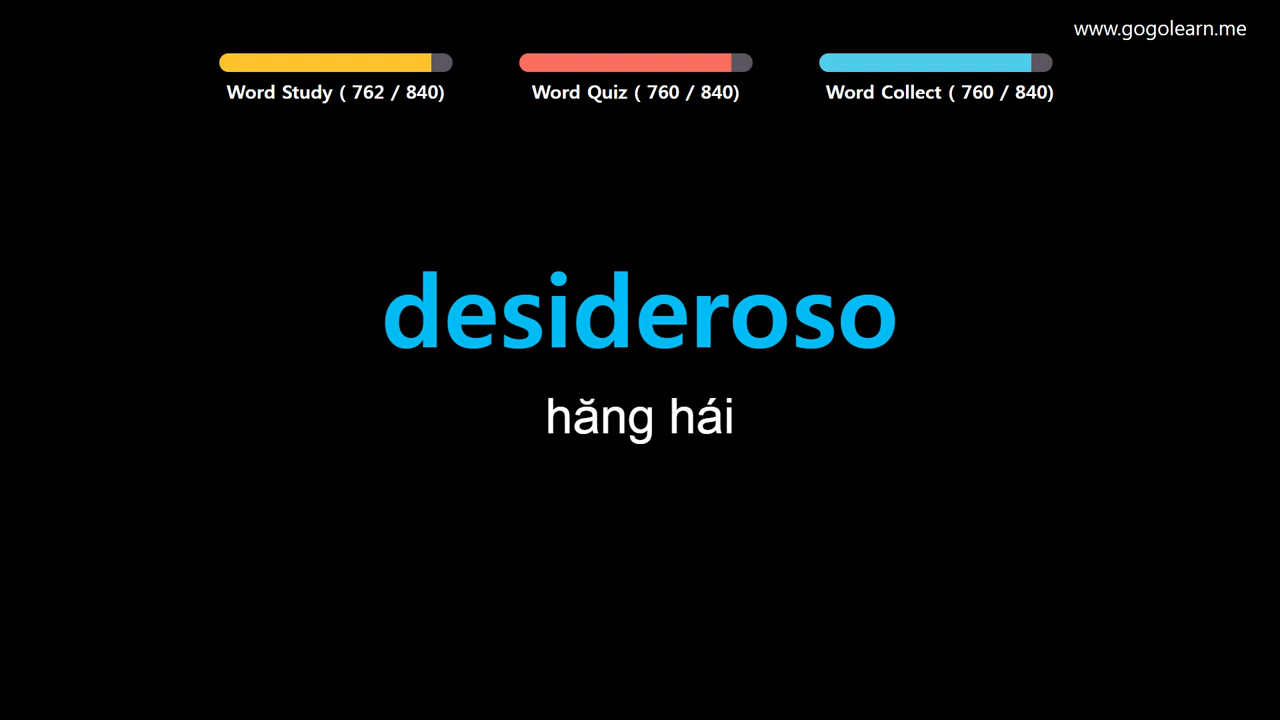 www.gogolearn.me
Word Study ( 762 / 840)
Word Quiz ( 760 / 840)
Word Collect ( 760 / 840)
desideroso
hăng hái